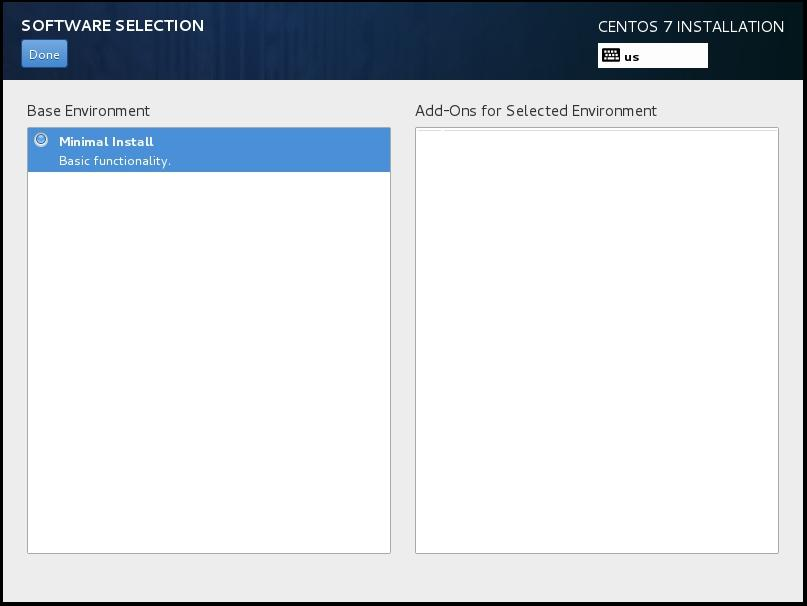 SOFTWARE SELECTION
CENTOS 7 INSTALLATION
Done
us
Base Environment
Add-Ons for Selected Environment
Minimal Install
Basic functionality.